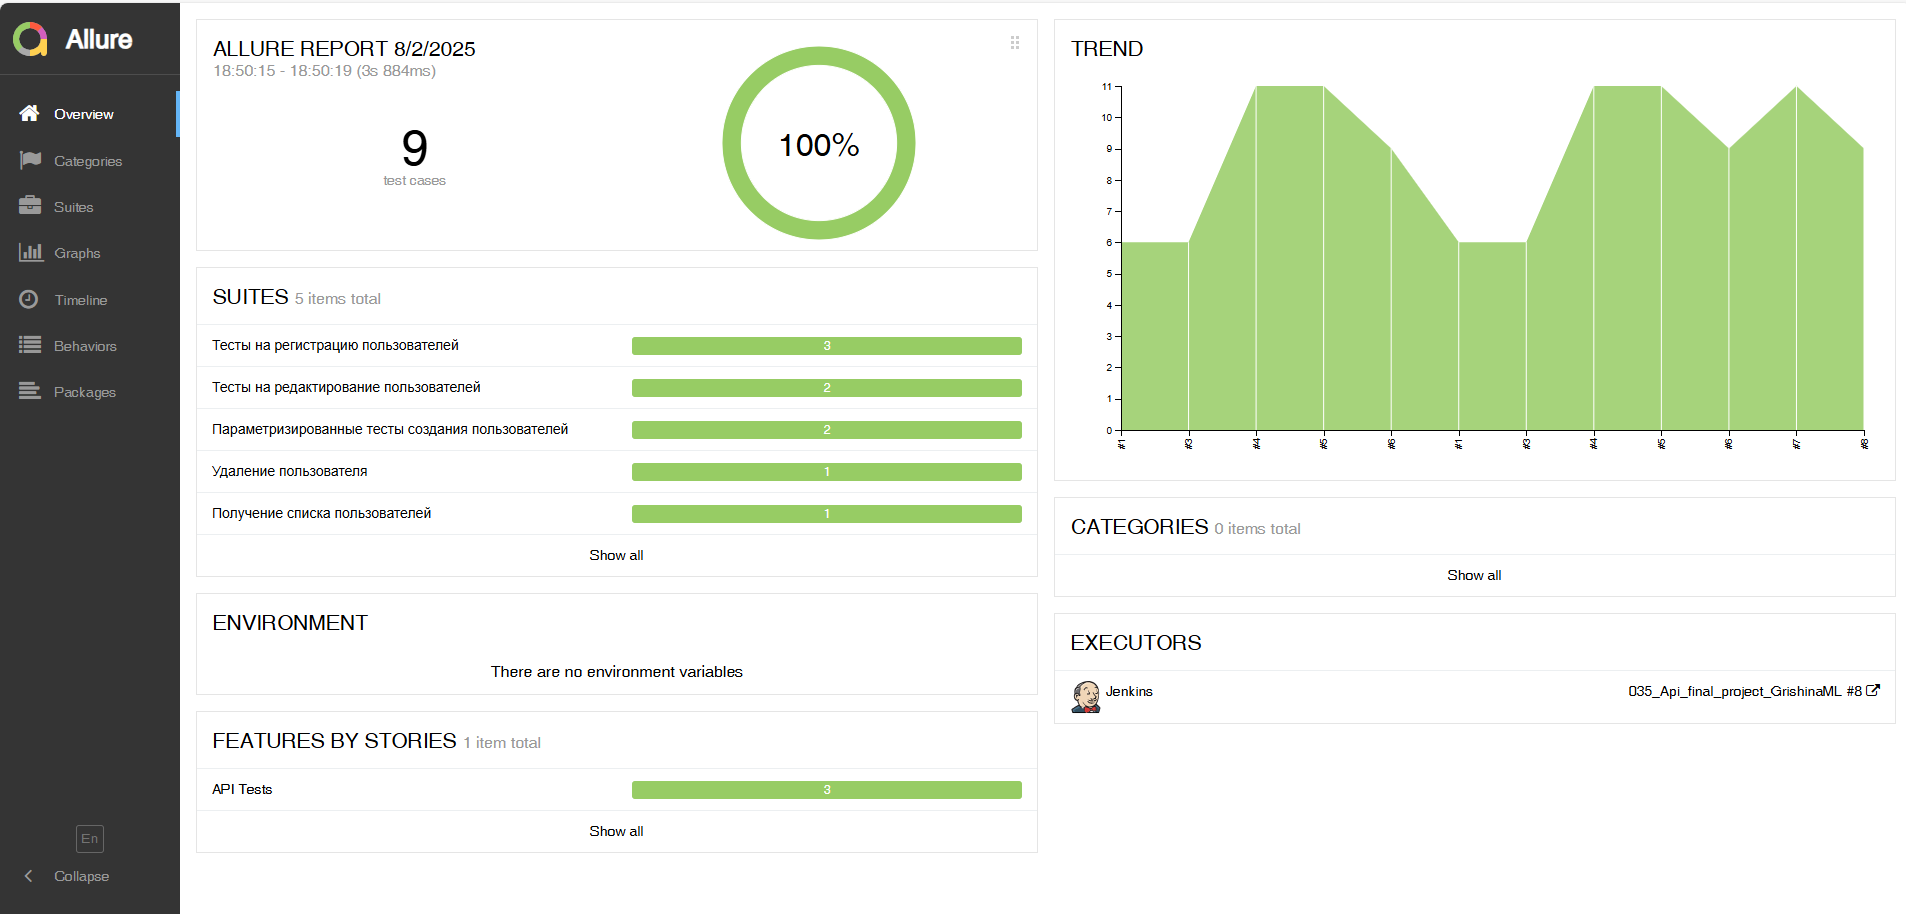 Allure
Overview
Categories
Suites
Graphs
Timeline
Behaviors
Packages
En
Collapse
ALLURE REPORT 8/2/2025
18:50:15 - 18:50:19 (3s 884ms)
9
test cases
100%
SUITES 5 items total
Тесты на регистрацию пользователей 3
Тесты на редактирование пользователей 2
Параметризированные тесты создания пользователей 2
Удаление пользователя 1
Получение списка пользователей 1
Show all
ENVIRONMENT
There are no environment variables
FEATURES BY STORIES 1 item total
API Tests 3
Show all
TREND
11
10
9
8
7
6
5
4
3
2
1
0
#1 #3 #4 #5 #6 #1 #3 #4 #5 #6 #7 #8
CATEGORIES 0 items total
Show all
EXECUTORS
Jenkins 035_Api_final_project_GrishinaML #8